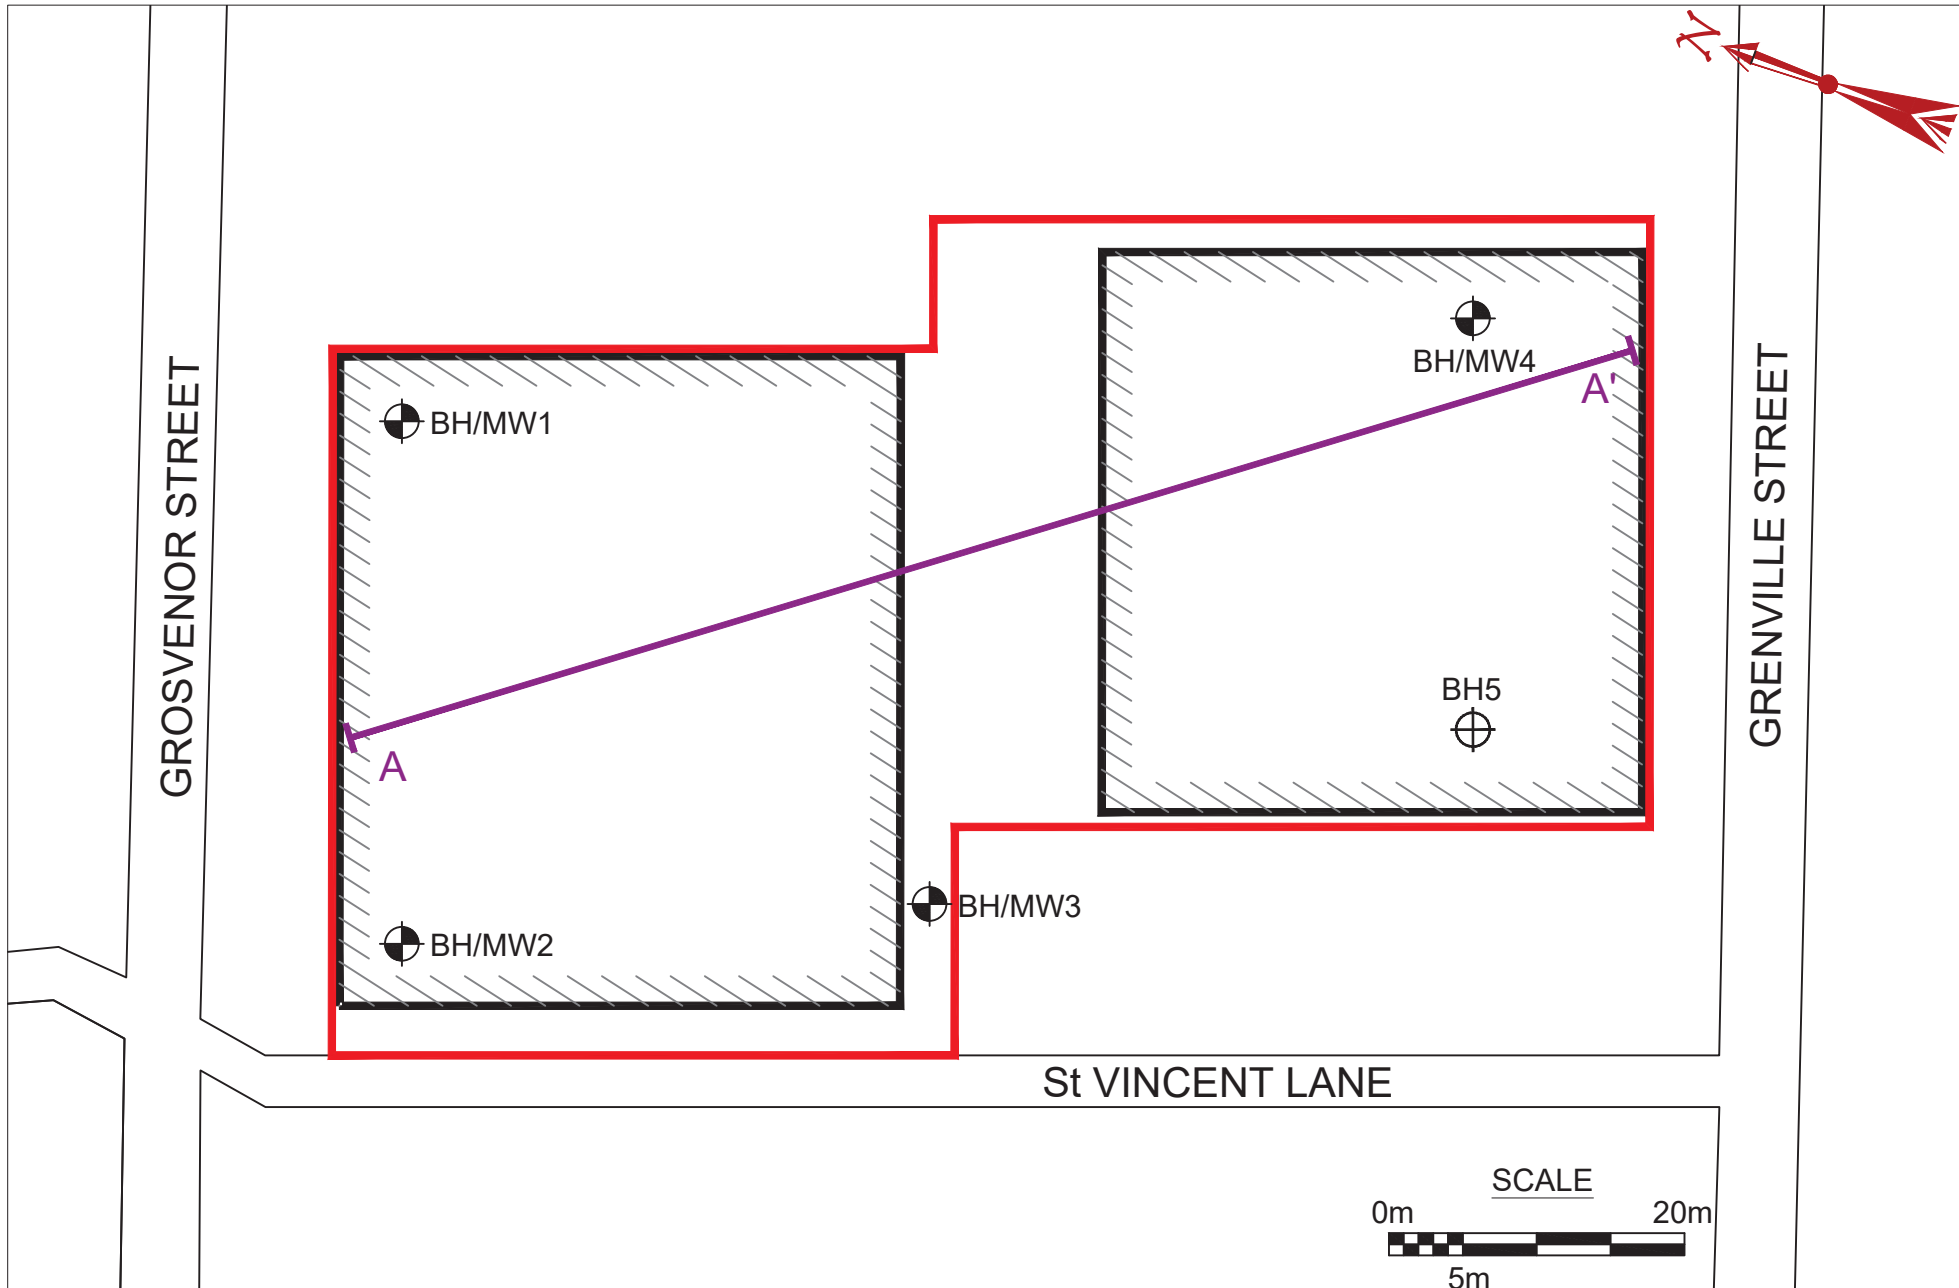 N
GROSVENOR STREET
GRENVILLE STREET
BH/MW1
BH/MW4
A'
A
BH5
BH/MW3
BH/MW2
St VINCENT LANE
SCALE
0m
20m
5m